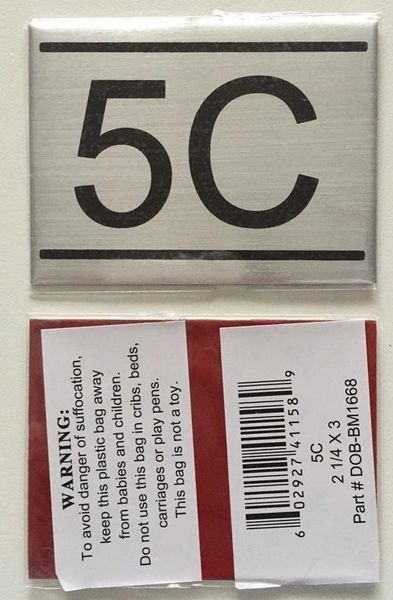 5C
WARNING:
To avoid danger of suffocation,
keep this plastic bag away
from babies and children.
Do not use this bag in cribs, beds,
carriages or play pens.
This bag is not a toy.
6 02927 41158 9
5C
2 1/4 X 3
Part # DOB-BM1668